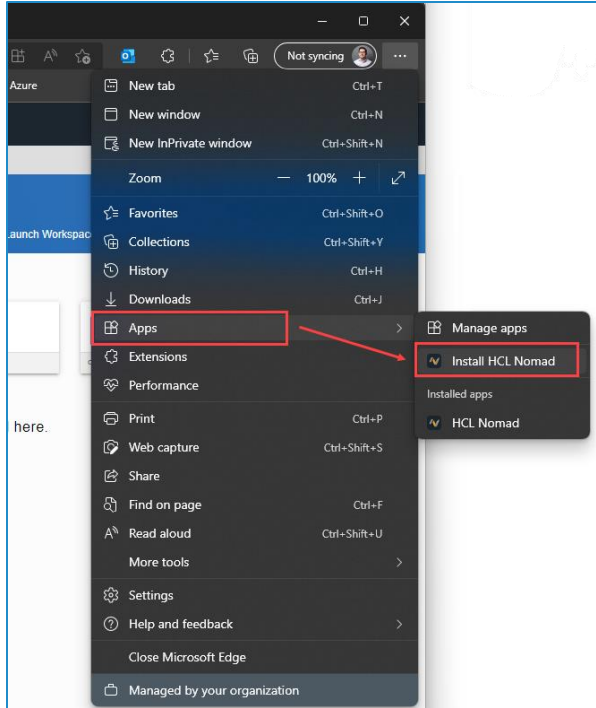 Not syncing
Azure
New tab Ctrl+T
New window Ctrl+N
New InPrivate window Ctrl+Shift+N
Zoom — 100% +
Launch Workspac
Favorites Ctrl+Shift+O
Collections Ctrl+Shift+Y
History Ctrl+H
Downloads Ctrl+J
Apps
Manage apps
Install HCL Nomad
Installed apps
HCL Nomad
Extensions
Performance
Print Ctrl+P
here.
Web capture Ctrl+Shift+S
Share
Find on page Ctrl+F
Read aloud Ctrl+Shift+U
More tools
Settings
Help and feedback
Close Microsoft Edge
Managed by your organization